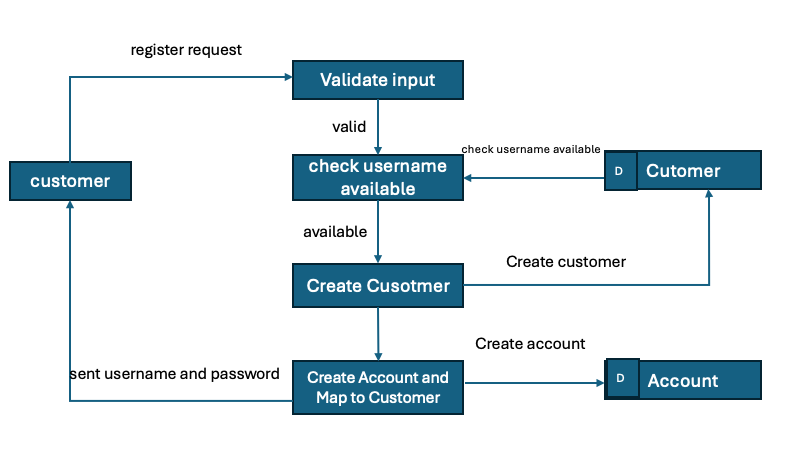 register request
Validate input
valid
check username available
check username
available
D
Cutomer
customer
available
Create customer
Create Cusotmer
Create account
sent username and password
Create Account and
Map to Customer
D
Account